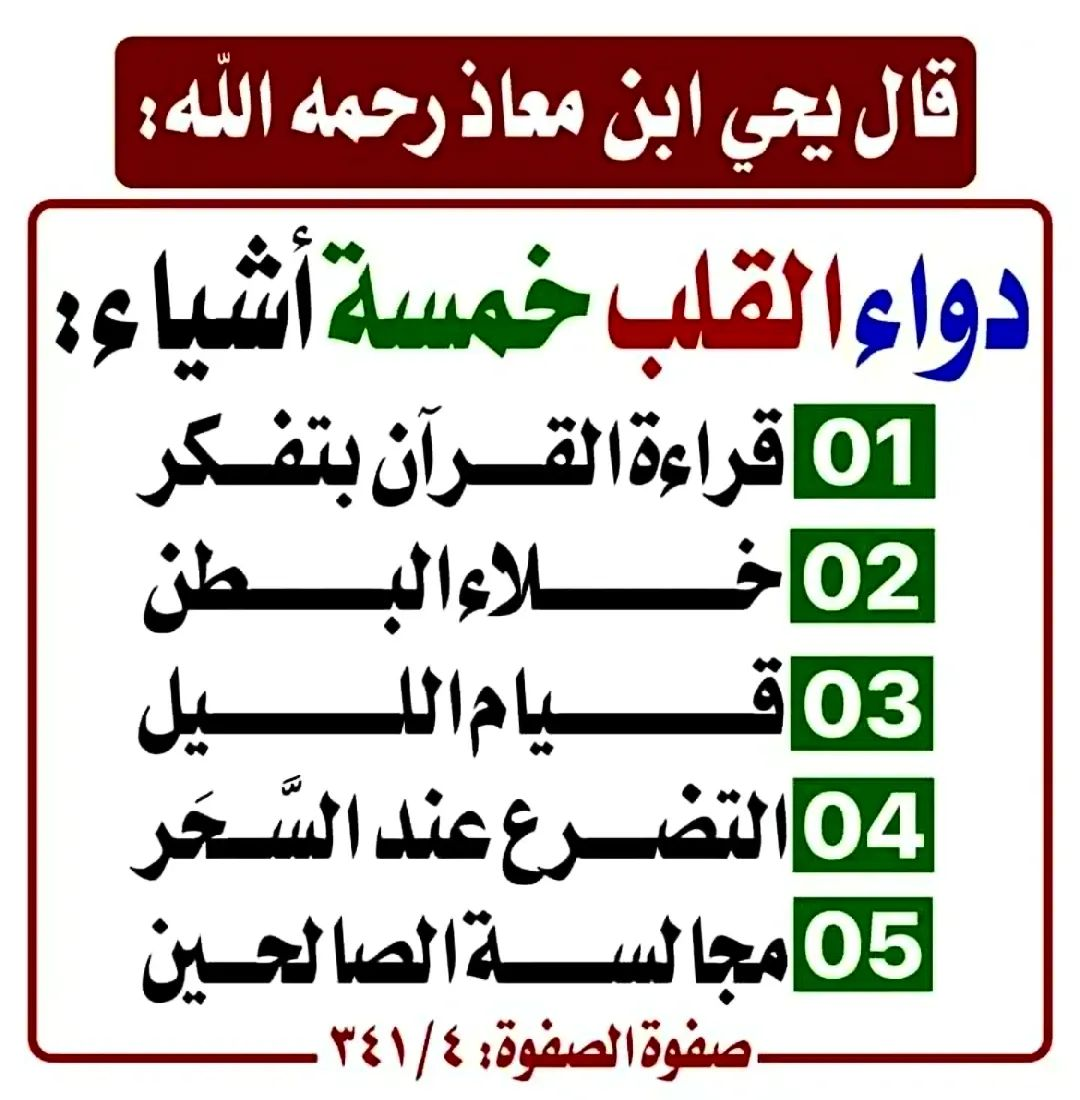 قال يحي ابن معاذ رحمه الله:
دواء القلب خمسة أشياء:
01 قراءة القرآن بتفكر
02 خلاء البطن
03 قيام الليل
04 التضرع عند السَّحَر
05 مجالسة الصالحين
صفوة الصفوة: ٤/ ٣٤١